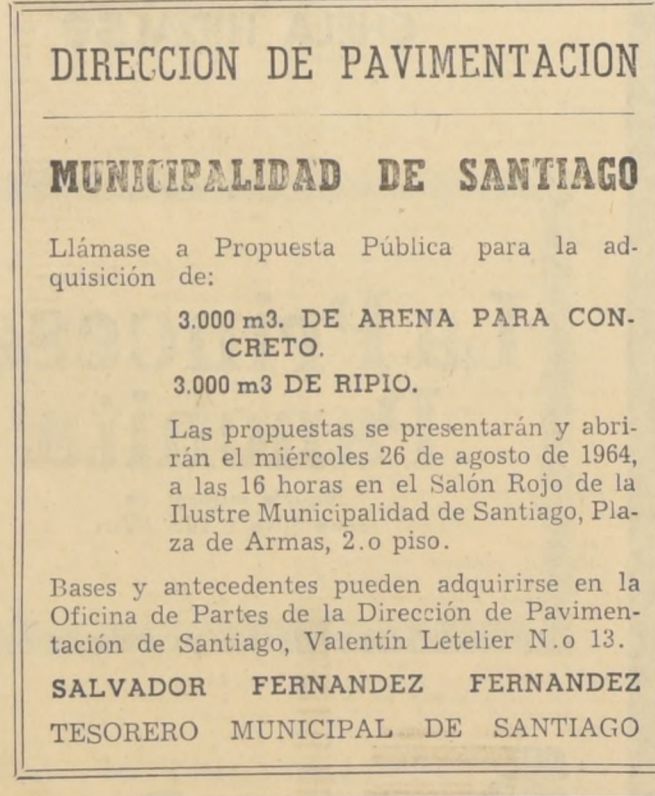 DIRECCION DE PAVIMENTACION
MUNICIPALIDAD DE SANTIAGO
Llámase a Propuesta Pública para la ad-
quisición de:
3.000 m3. DE ARENA PARA CON-
CRETO.
3.000 m3 DE RIPIO.
Las propuestas se presentarán y abri-
rán el miércoles 26 de agosto de 1964,
a las 16 horas en el Salón Rojo de la
Ilustre Municipalidad de Santiago, Pla-
za de Armas, 2.o piso.
Bases y antecedentes pueden adquirirse en la
Oficina de Partes de la Dirección de Pavimen-
tación de Santiago, Valentín Letelier N.o 13.
SALVADOR FERNANDEZ FERNANDEZ
TESORERO MUNICIPAL DE SANTIAGO